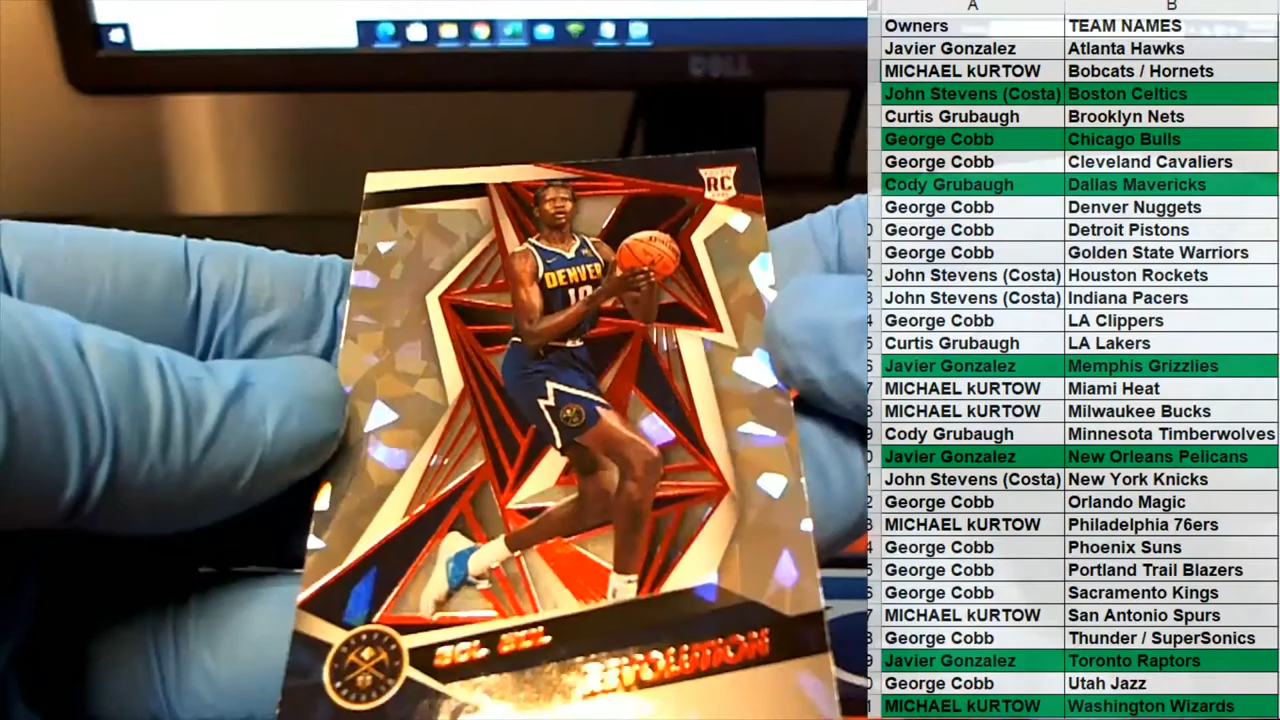 DELL
RC
DENVER
10
BOL BOL
REVOLUTION
A B
Owners TEAM NAMES
Javier Gonzalez Atlanta Hawks
MICHAEL kURTOW Bobcats / Hornets
John Stevens (Costa) Boston Celtics
Curtis Grubaugh Brooklyn Nets
George Cobb Chicago Bulls
George Cobb Cleveland Cavaliers
Cody Grubaugh Dallas Mavericks
George Cobb Denver Nuggets
George Cobb Detroit Pistons
George Cobb Golden State Warriors
John Stevens (Costa) Houston Rockets
John Stevens (Costa) Indiana Pacers
George Cobb LA Clippers
Curtis Grubaugh LA Lakers
Javier Gonzalez Memphis Grizzlies
MICHAEL kURTOW Miami Heat
MICHAEL kURTOW Milwaukee Bucks
Cody Grubaugh Minnesota Timberwolves
Javier Gonzalez New Orleans Pelicans
John Stevens (Costa) New York Knicks
George Cobb Orlando Magic
MICHAEL kURTOW Philadelphia 76ers
George Cobb Phoenix Suns
George Cobb Portland Trail Blazers
George Cobb Sacramento Kings
MICHAEL kURTOW San Antonio Spurs
George Cobb Thunder / SuperSonics
Javier Gonzalez Toronto Raptors
George Cobb Utah Jazz
MICHAEL kURTOW Washington Wizards